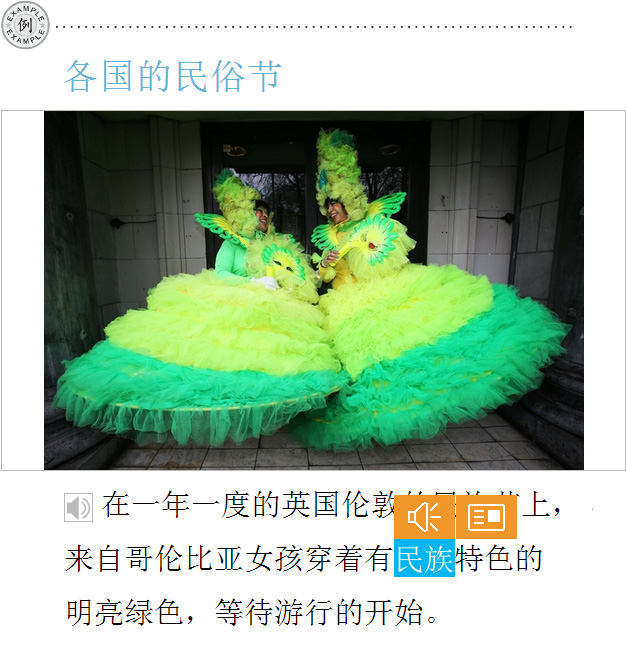 EXAMPLE
例
EXAMPLE
各国的民俗节
在一年一度的英国伦敦上，
来自哥伦比亚女孩穿着有民族特色的
明亮绿色，等待游行的开始。